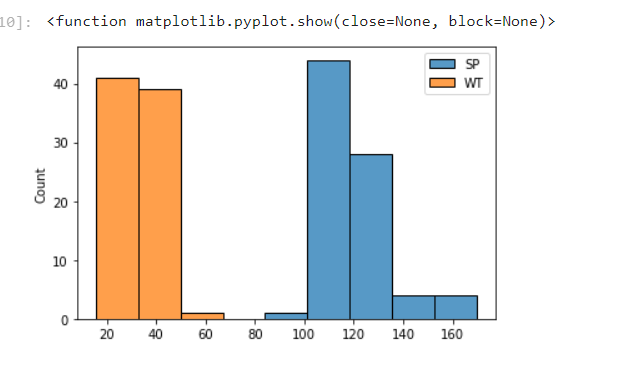 10]: <function matplotlib.pyplot.show(close=None, block=None)>
SP
WT
Count
40
30
20
10
0
20 40 60 80 100 120 140 160